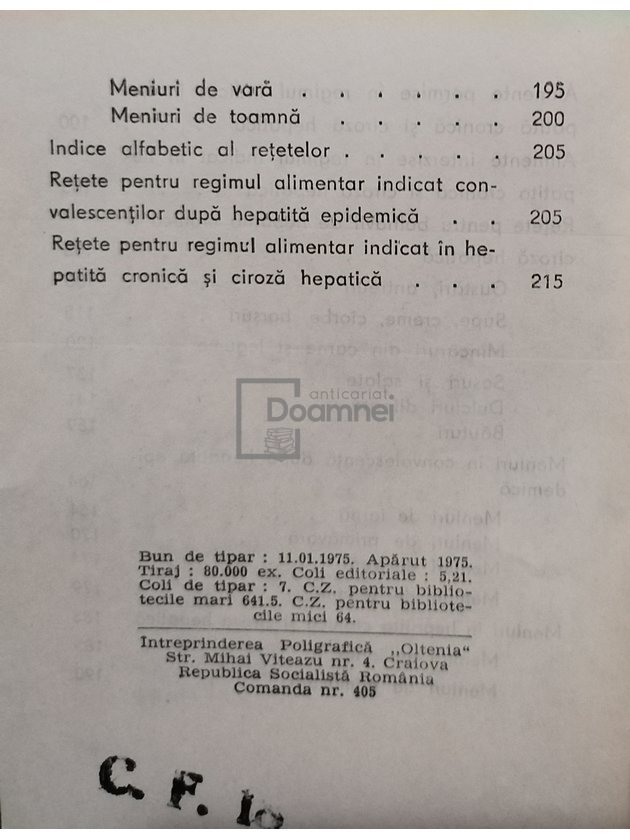 Meniuri de vară . . . . . . 195
Meniuri de toamnă . . . . . 200
Indice alfabetic al rețetelor . . . . . 205
Rețete pentru regimul alimentar indicat con-
valescenților după hepatită epidemică . . 205
Rețete pentru regimul alimentar indicat în he-
patită cronică și ciroză hepatică . . . 215
anticariat
Doamnei
Bun de tipar : 11.01.1975. Apărut 1975.
Tiraj : 80.000 ex. Coli editoriale : 5,21.
Coli de tipar : 7. C.Z. pentru biblio-
tecile mari 641.5. C.Z. pentru bibliote-
cile mici 64.
Intreprinderea Poligrafică ,,Oltenia“
Str. Mihai Viteazu nr. 4. Craiova
Republica Socialistă România
Comanda nr. 405
C. F.